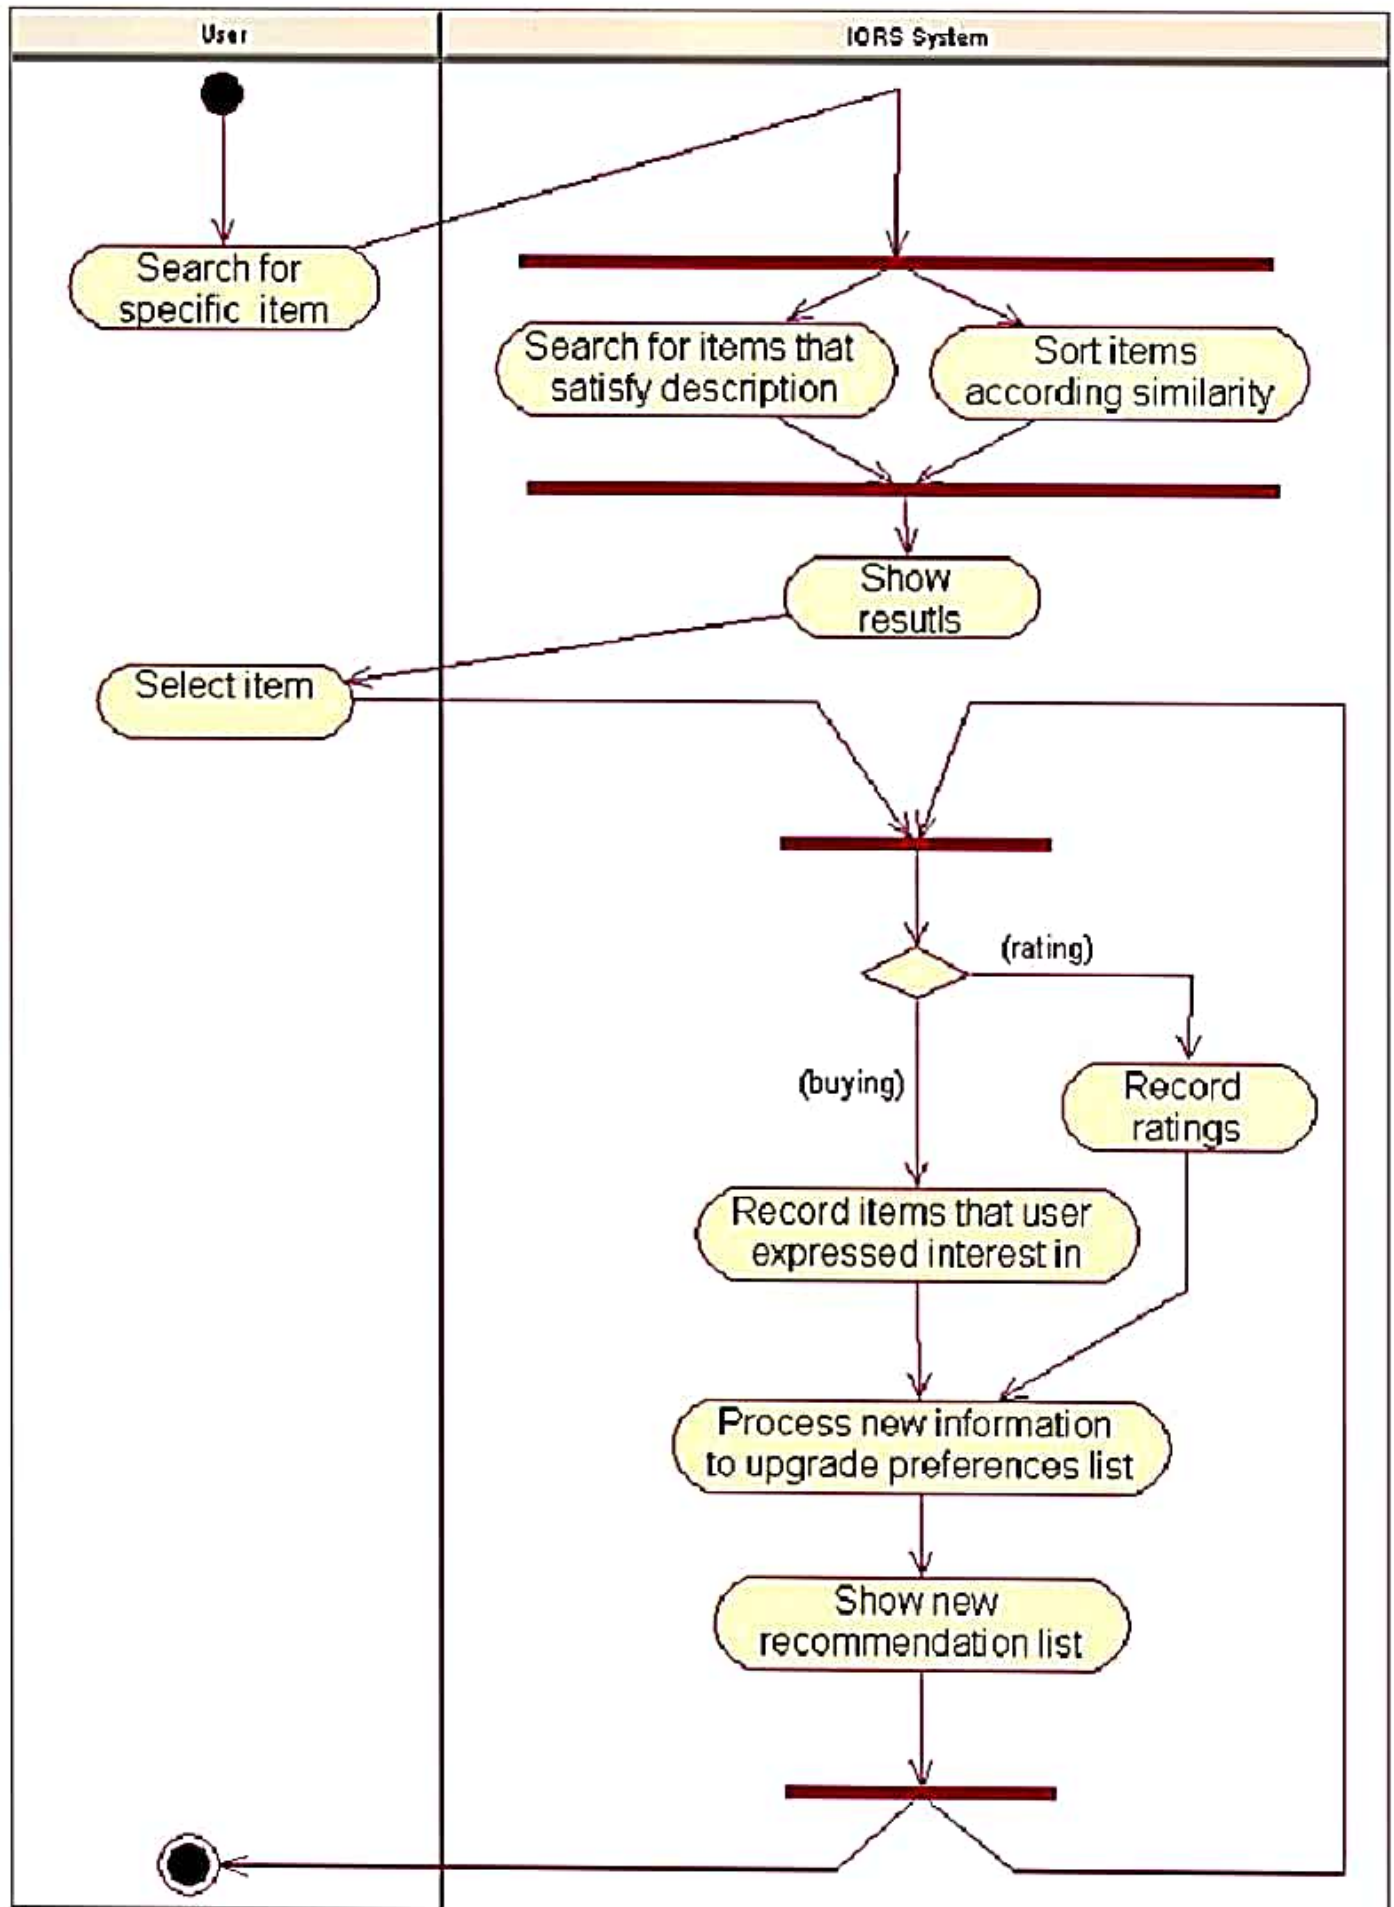 User
IORS System
Search for
specific item
Search for items that
satisfy description
Sort items
according similarity
Show
resutls
Select item
(rating)
(buying)
Record
ratings
Record items that user
expressed interest in
Process new information
to upgrade preferences list
Show new
recommendation list